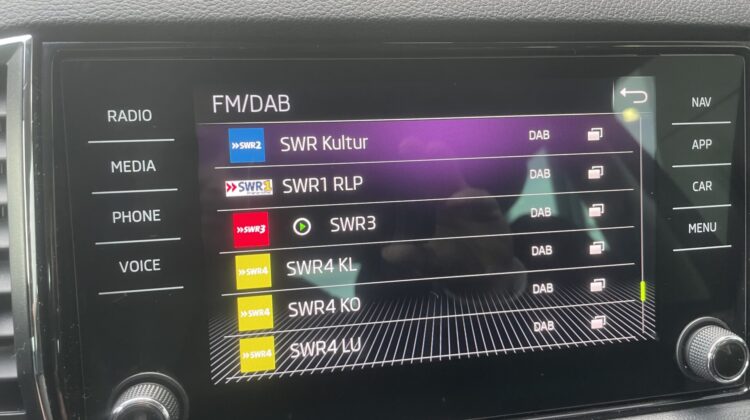 RADIO
MEDIA
PHONE
VOICE
FM/DAB
SWR2 SWR Kultur DAB
SWR1 SWR1 RLP DAB
SWR3 SWR3 DAB
SWR4 SWR4 KL DAB
SWR4 SWR4 KO DAB
SWR4 SWR4 LU DAB
NAV
APP
CAR
MENU